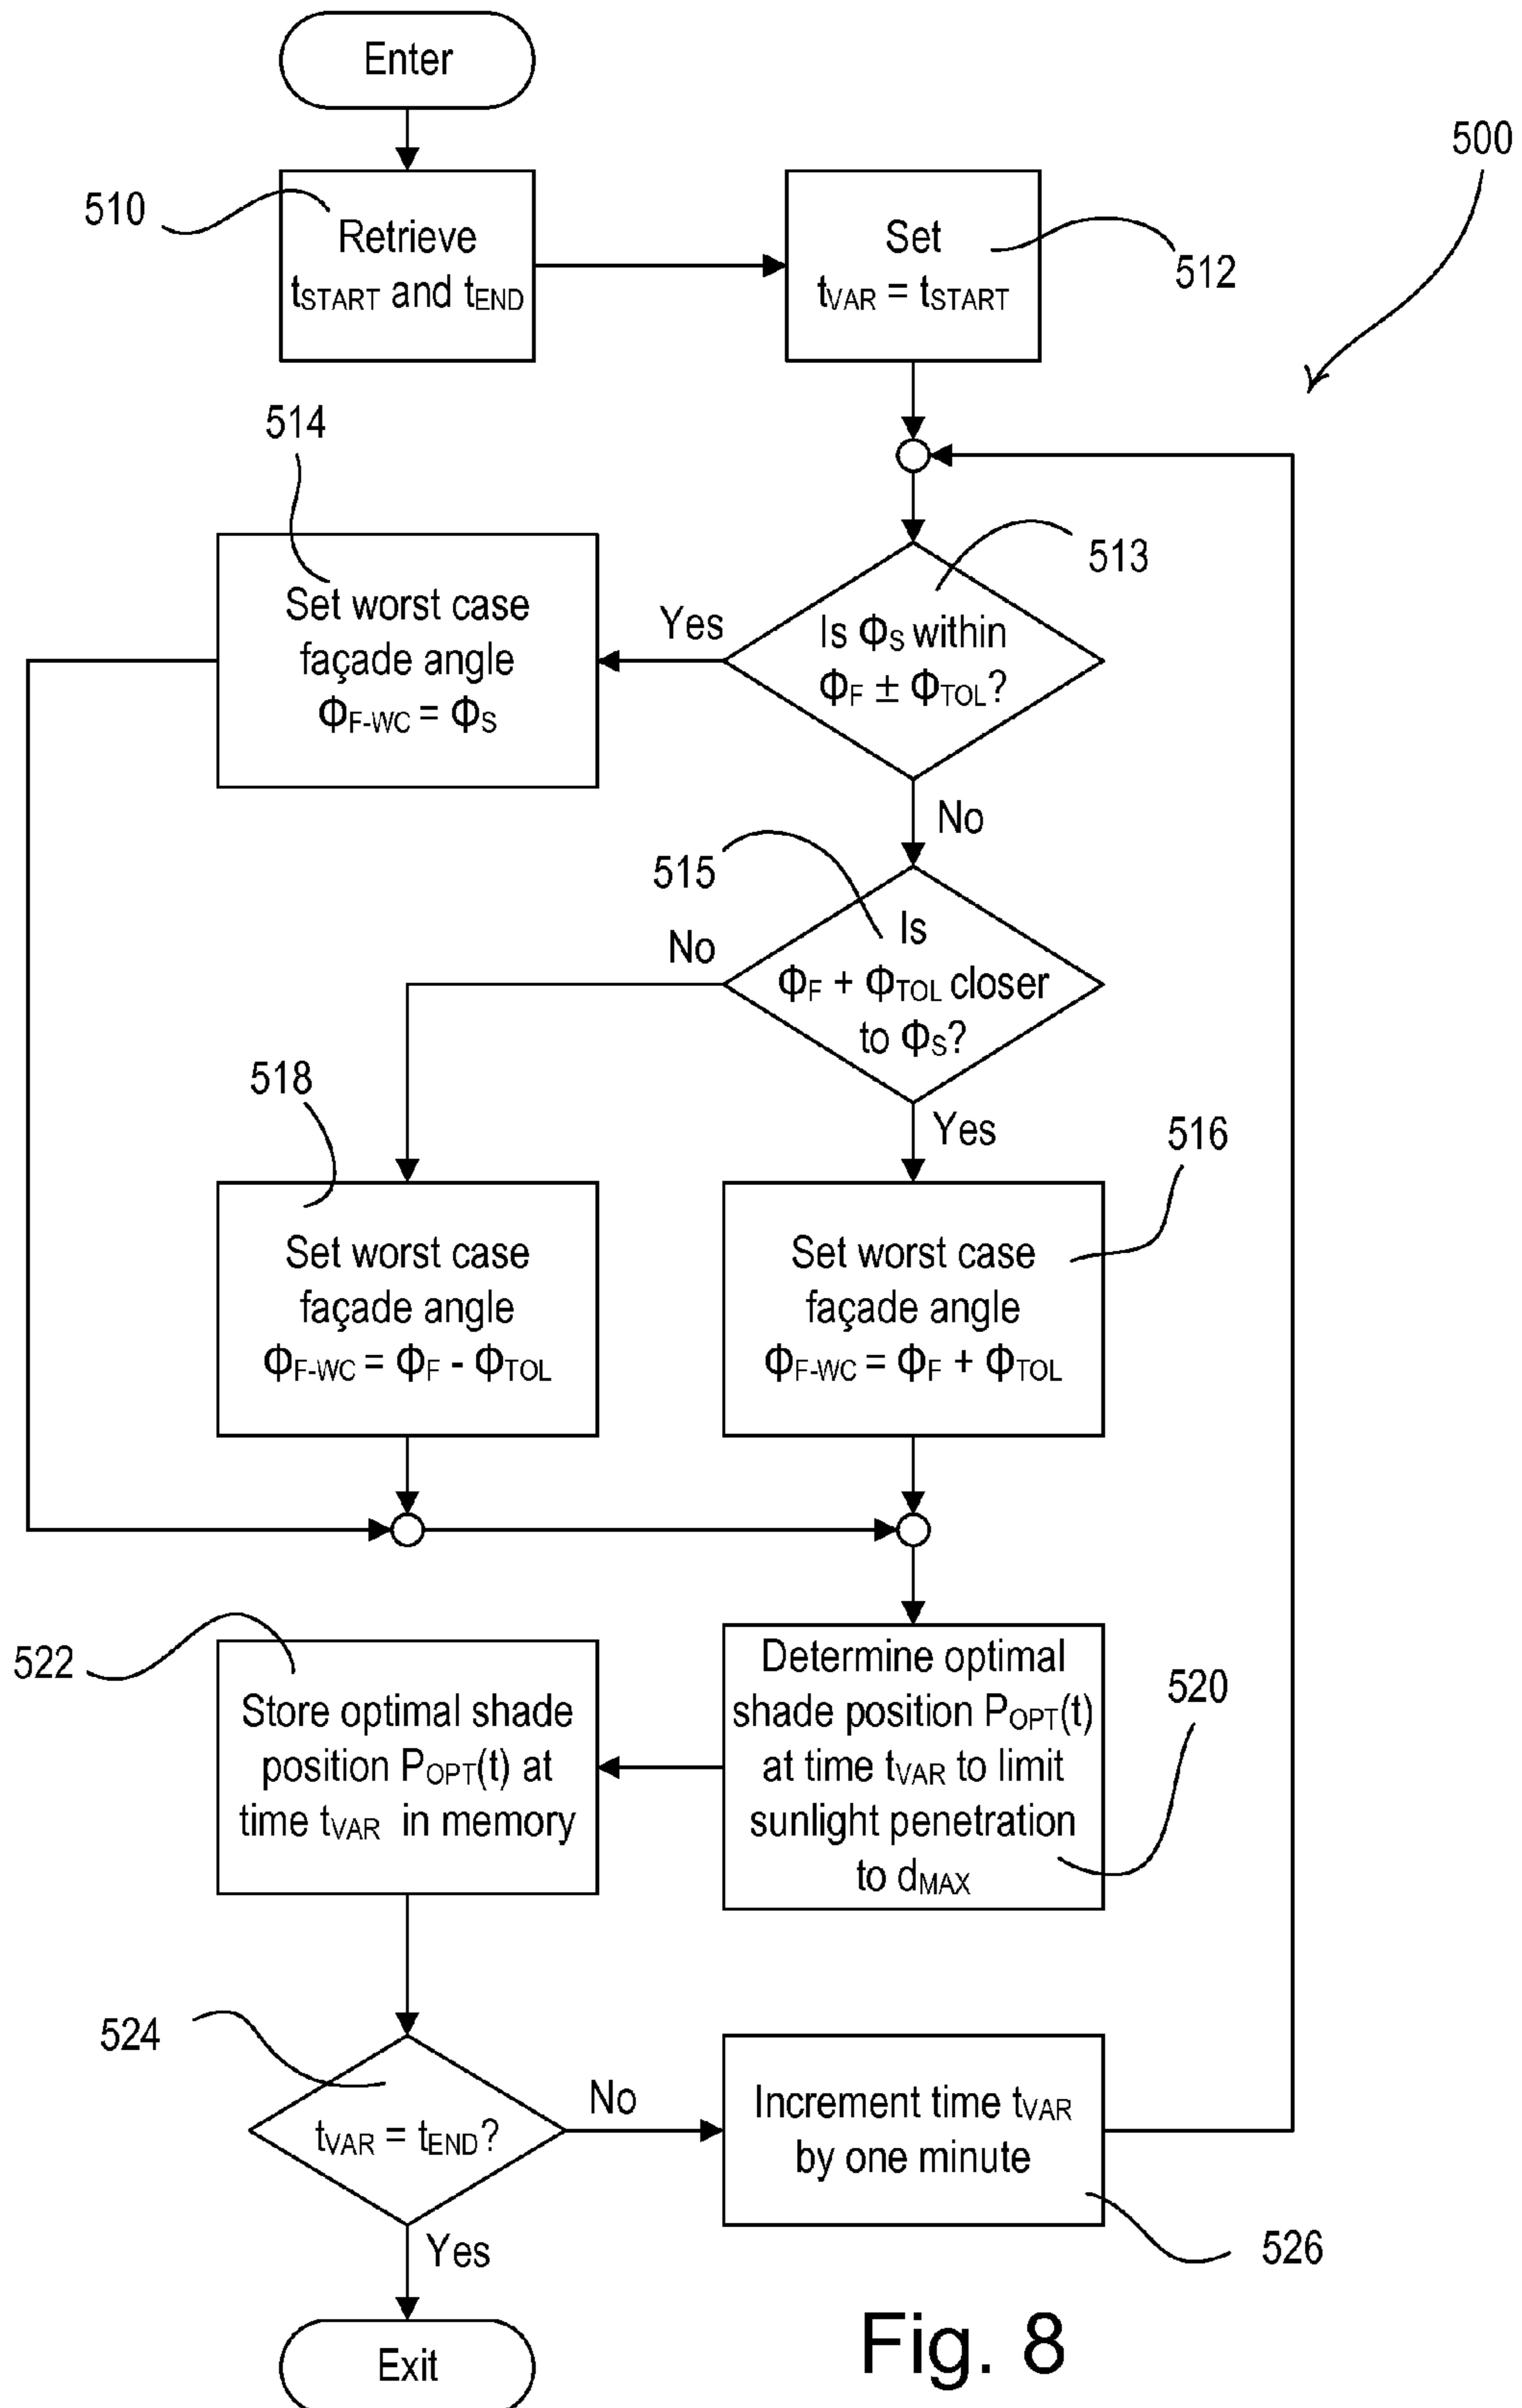 Enter
500
510
Retrieve
tSTART and tEND
Set
tVAR = tSTART
512
514
Set worst case
façade angle
ΦF-WC = ΦS
Yes
Is ΦS within
ΦF ± ΦTOL?
513
No
515
Is
ΦF + ΦTOL closer
to ΦS?
No
Yes
518
Set worst case
façade angle
ΦF-WC = ΦF - ΦTOL
516
Set worst case
façade angle
ΦF-WC = ΦF + ΦTOL
522
Store optimal shade
position POPT(t) at
time tVAR in memory
Determine optimal
shade position POPT(t)
at time tVAR to limit
sunlight penetration
to dMAX
520
524
tVAR = tEND?
No
Increment time tVAR
by one minute
526
Yes
Exit
Fig. 8